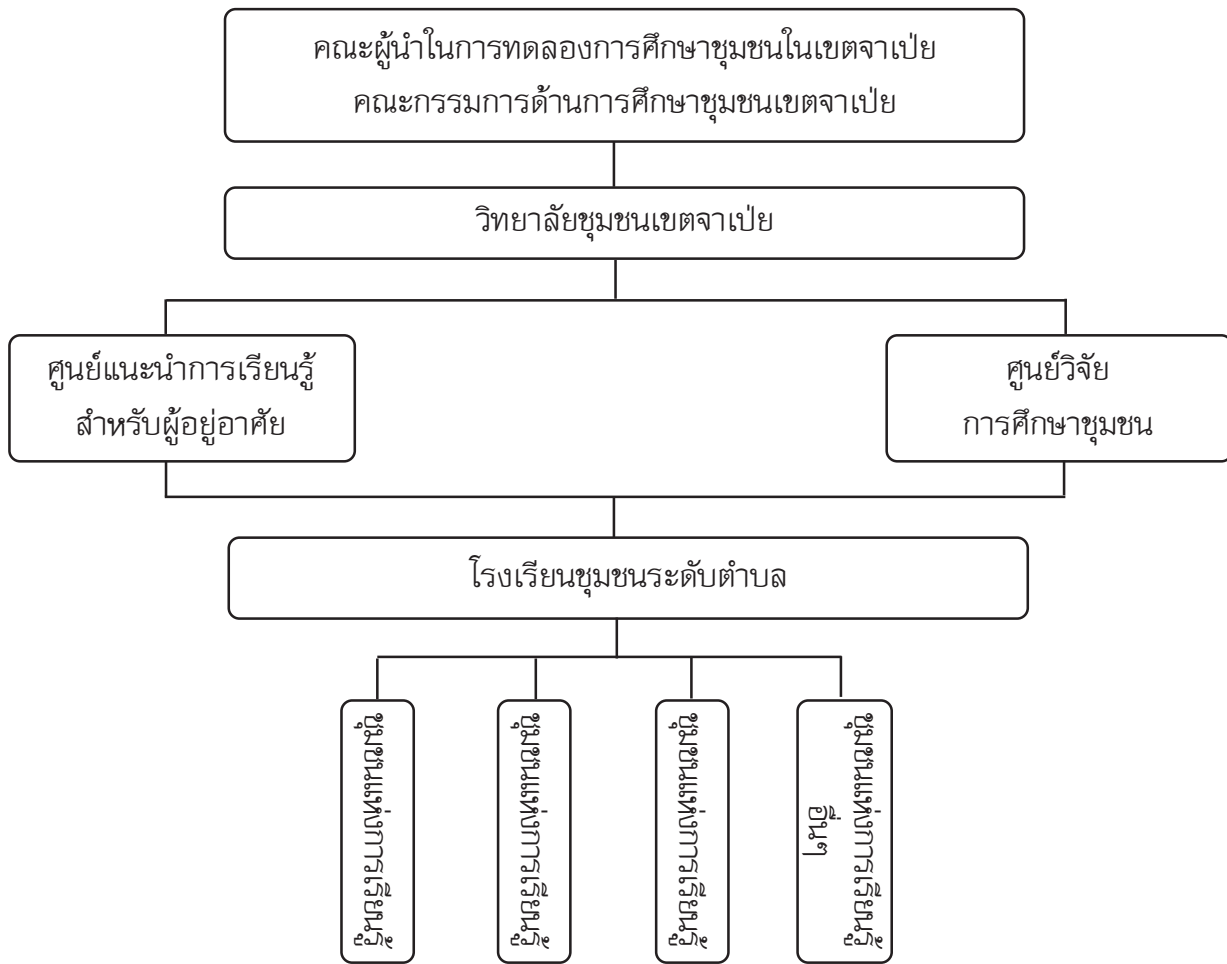 คณะผู้นำในการทดลองการศึกษาชุมชนในเขตจาเป่ย
คณะกรรมการด้านการศึกษาชุมชนเขตจาเป่ย
วิทยาลัยชุมชนเขตจาเป่ย
ศูนย์แนะนำการเรียนรู้
สำหรับผู้อยู่อาศัย
ศูนย์วิจัย
การศึกษาชุมชน
โรงเรียนชุมชนระดับตำบล
ชุมชนแห่งการเรียนรู้
ชุมชนแห่งการเรียนรู้
ชุมชนแห่งการเรียนรู้
ชุมชนแห่งการเรียนรู้
อื่นๆ